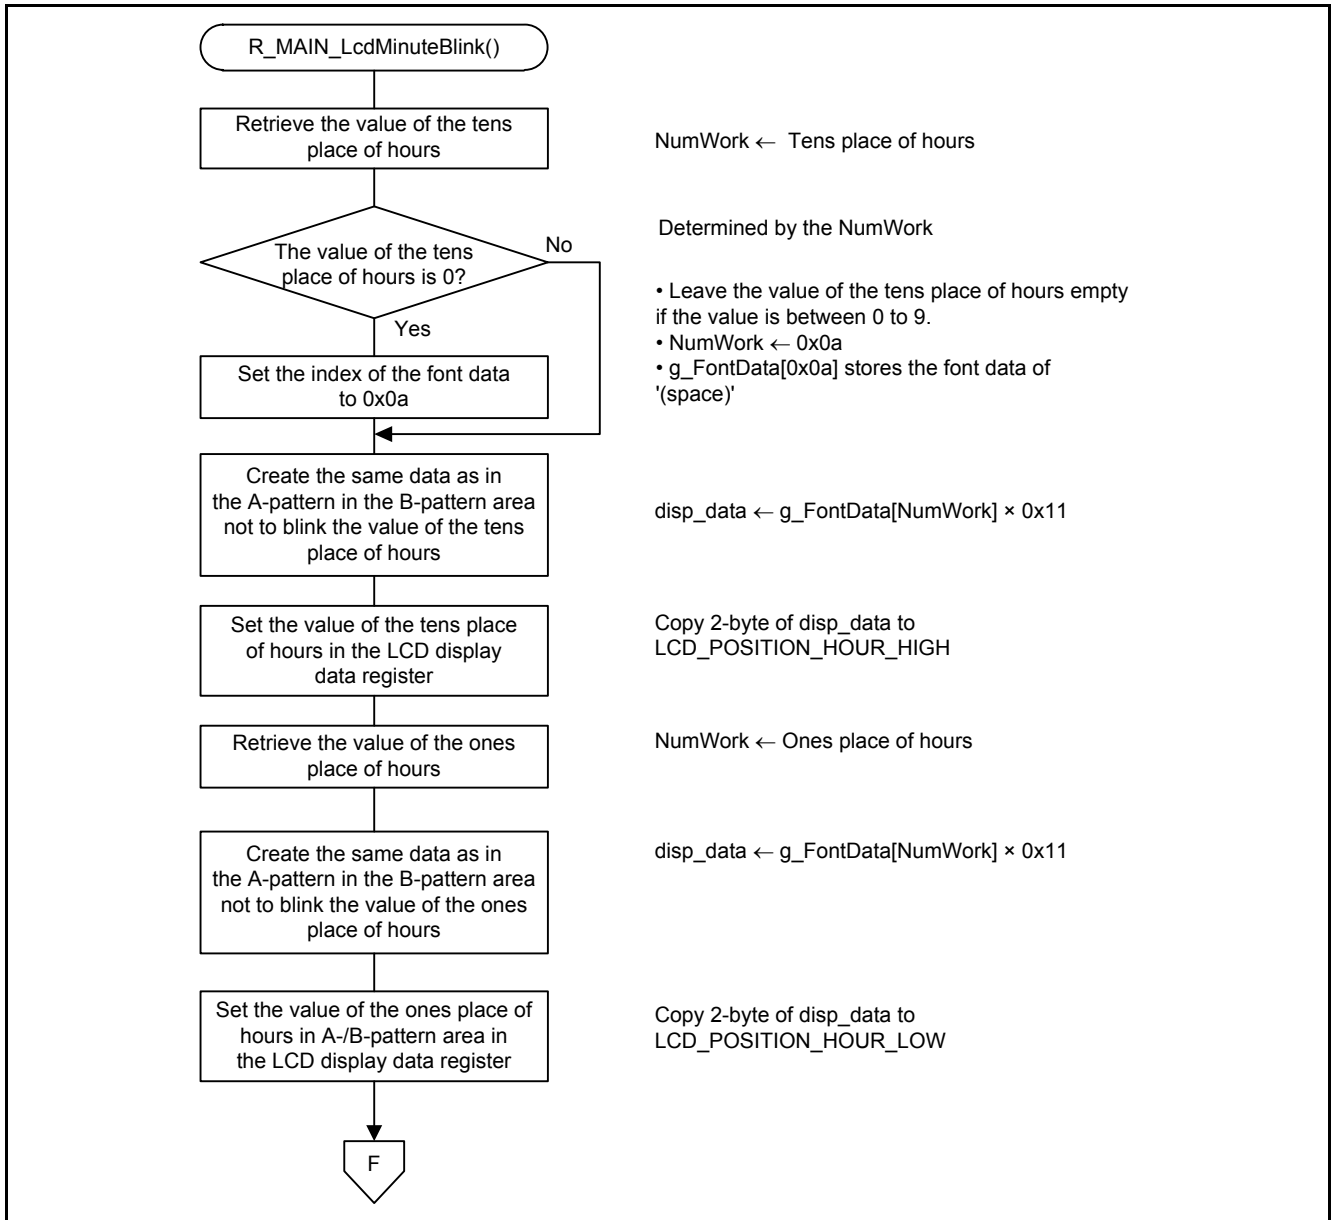 R_MAIN_LcdMinuteBlink()
Retrieve the value of the tens
place of hours
NumWork ← Tens place of hours
The value of the tens
place of hours is 0?
No
Yes
Determined by the NumWork
• Leave the value of the tens place of hours empty
if the value is between 0 to 9.
• NumWork ← 0x0a
• g_FontData[0x0a] stores the font data of
'(space)'
Set the index of the font data
to 0x0a
Create the same data as in
the A-pattern in the B-pattern area
not to blink the value of the tens
place of hours
disp_data ← g_FontData[NumWork] × 0x11
Set the value of the tens place
of hours in the LCD display
data register
Copy 2-byte of disp_data to
LCD_POSITION_HOUR_HIGH
Retrieve the value of the ones
place of hours
NumWork ← Ones place of hours
Create the same data as in
the A-pattern in the B-pattern area
not to blink the value of the ones
place of hours
disp_data ← g_FontData[NumWork] × 0x11
Set the value of the ones place of
hours in A-/B-pattern area in
the LCD display data register
Copy 2-byte of disp_data to
LCD_POSITION_HOUR_LOW
F